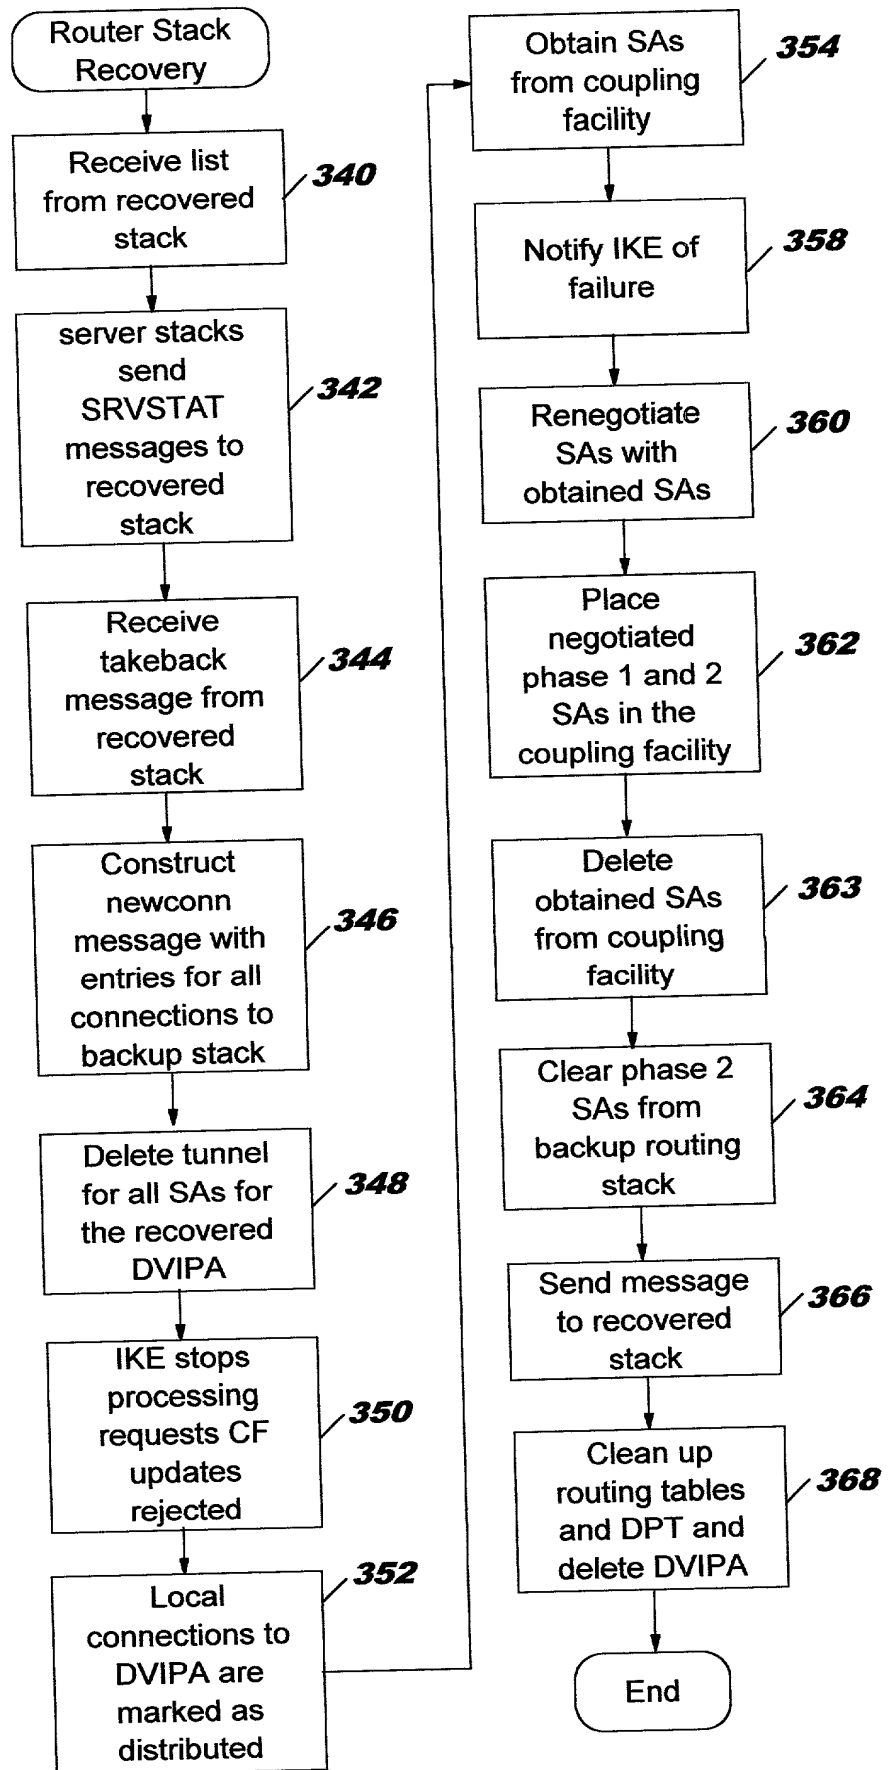 Router Stack
Recovery
Receive list
from recovered
stack
340
server stacks
send
SRVSTAT
messages to
recovered
stack
342
Receive
takeback
message from
recovered
stack
344
Construct
newconn
message with
entries for all
connections to
backup stack
346
Delete tunnel
for all SAs for
the recovered
DVIPA
348
IKE stops
processing
requests CF
updates
rejected
350
Local
connections to
DVIPA are
marked as
distributed
352
Obtain SAs
from coupling
facility
354
Notify IKE of
failure
358
Renegotiate
SAs with
obtained SAs
360
Place
negotiated
phase 1 and 2
SAs in the
coupling facility
362
Delete
obtained SAs
from coupling
facility
363
Clear phase 2
SAs from
backup routing
stack
364
Send message
to recovered
stack
366
Clean up
routing tables
and DPT and
delete DVIPA
368
End